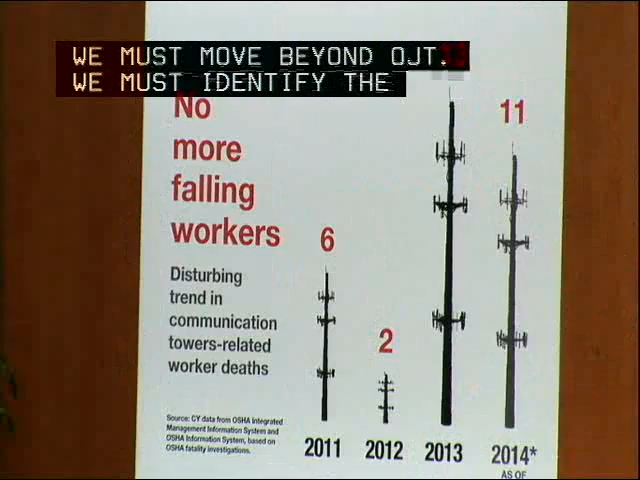 WE MUST MOVE BEYOND OJT.
WE MUST IDENTIFY THE
No
more
falling
workers
Disturbing
trend in
communication
towers-related
worker deaths
6
2
11
Source: CY data from OSHA Integrated
Management Information System and
OSHA Information System, based on
OSHA fatality investigations.
2011 2012 2013 2014*
AS OF